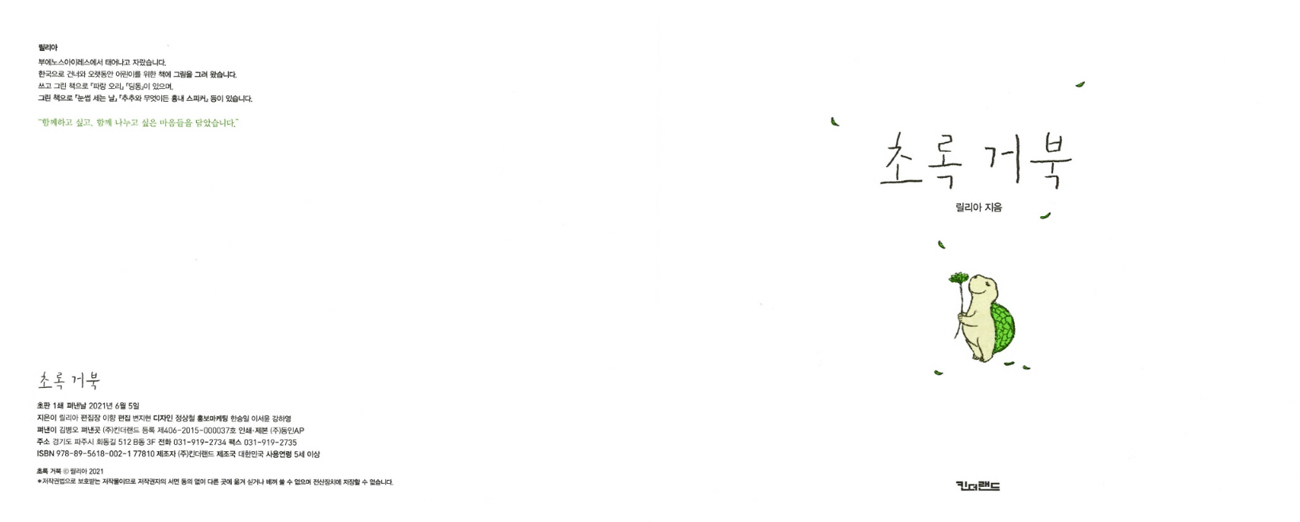 릴리아
부에노스아이레스에서 태어나고 자랐습니다.
한국으로 건너와 오랫동안 어린이를 위한 책에 그림을 그려 왔습니다.
쓰고 그린 책으로 『파랑 오리』 『딩동』이 있으며,
그린 책으로 『눈썹 세는 날』 『추추와 무엇이든 흉내 스피커』 등이 있습니다.
"함께하고 싶고, 함께 나누고 싶은 마음들을 담았습니다."
초록 거북
초판 1쇄 펴낸날 2021년 6월 5일
지은이 릴리아 편집장 이향 편집 변지현 디자인 정상철 홍보마케팅 한승일 이서윤 강하영
펴낸이 김병오 펴낸곳 (주)킨더랜드 등록 제406-2015-000037호 인쇄·제본 (주)동인AP
주소 경기도 파주시 회동길 512 B동 3F 전화 031-919-2734 팩스 031-919-2735
ISBN 978-89-5618-002-1 77810 제조자 (주)킨더랜드 제조국 대한민국 사용연령 5세 이상
초록 거북 ⓒ 릴리아 2021
*저작권법으로 보호받는 저작물이므로 저작권자의 서면 동의 없이 다른 곳에 옮겨 싣거나 베껴 쓸 수 없으며 전산장치에 저장할 수 없습니다.
초록 거북
릴리아 지음
킨더랜드